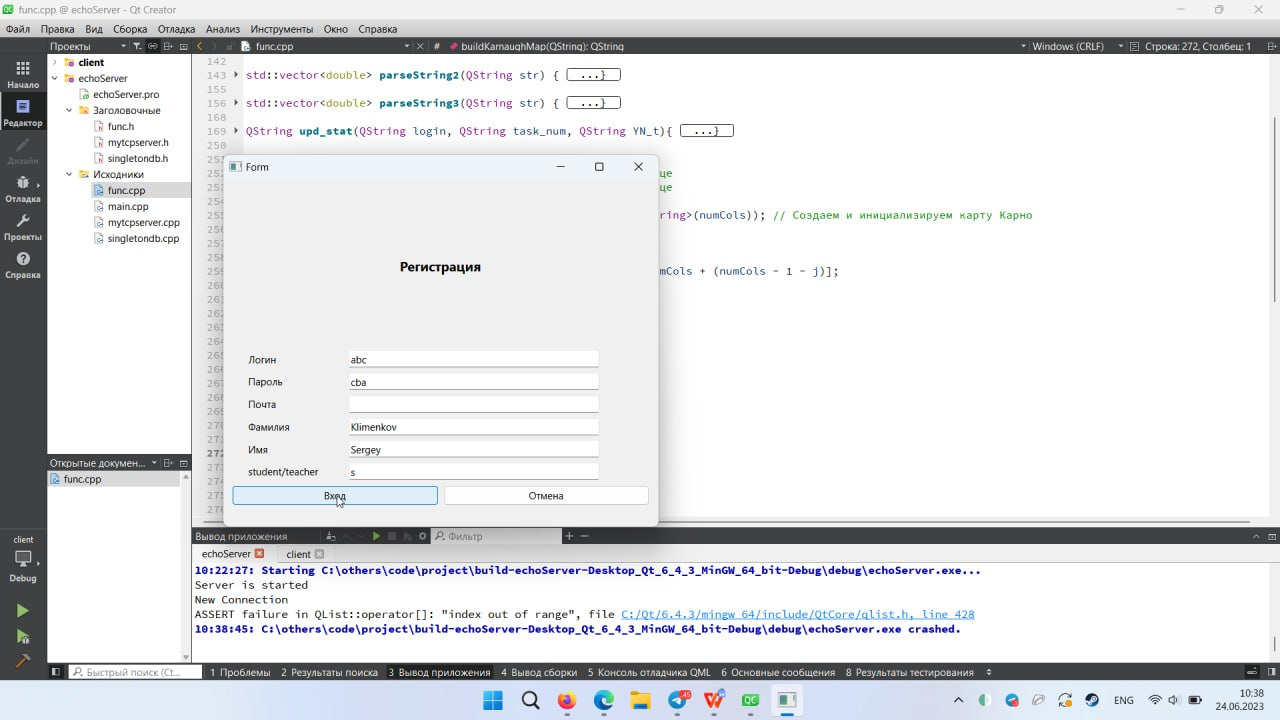 func.cpp @ echoServer - Qt Creator
Файл Правка Вид Сборка Отладка Анализ Инструменты Окно Справка
Проекты
func.cpp
# buildKarnaughMap(QString): QString
Windows (CRLF)
Строка: 272, Столбец: 1
Начало
Редактор
Дизайн
Отладка
Проекты
Справка
client
echoServer
echoServer.pro
Заголовочные
func.h
mytcpserver.h
singletondb.h
Исходники
func.cpp
main.cpp
mytcpserver.cpp
singletondb.cpp
142
143 std::vector<double> parseString2(QString str) { ...}
155
156 std::vector<double> parseString3(QString str) { ...}
168
169 QString upd_stat(QString login, QString task_num, QString YN_t){ ...}
250
це
це
ring>(numCols)); // Создаем и инициализируем карту Карно
mCols + (numCols - 1 - j)];
Form
Регистрация
Логин abc
Пароль cba
Почта
Фамилия Klimenkov
Имя Sergey
student/teacher s
Вход Отмена
Открытые докумен...
func.cpp
client
Debug
Вывод приложения
Фильтр
echoServer client
10:22:27: Starting C:\others\code\project\build-echoServer-Desktop_Qt_6_4_3_MinGW_64_bit-Debug\debug\echoServer.exe...
Server is started
New Connection
ASSERT failure in QList::operator[]: "index out of range", file C:/Qt/6.4.3/mingw_64/include/QtCore/qlist.h, line 428
10:38:45: C:\others\code\project\build-echoServer-Desktop_Qt_6_4_3_MinGW_64_bit-Debug\debug\echoServer.exe crashed.
Быстрый поиск (Ct...
1 Проблемы 2 Результаты поиска 3 Вывод приложения 4 Вывод сборки 5 Консоль отладчика QML 6 Основные сообщения 8 Результаты тестирования
ENG
10:38
24.06.2023